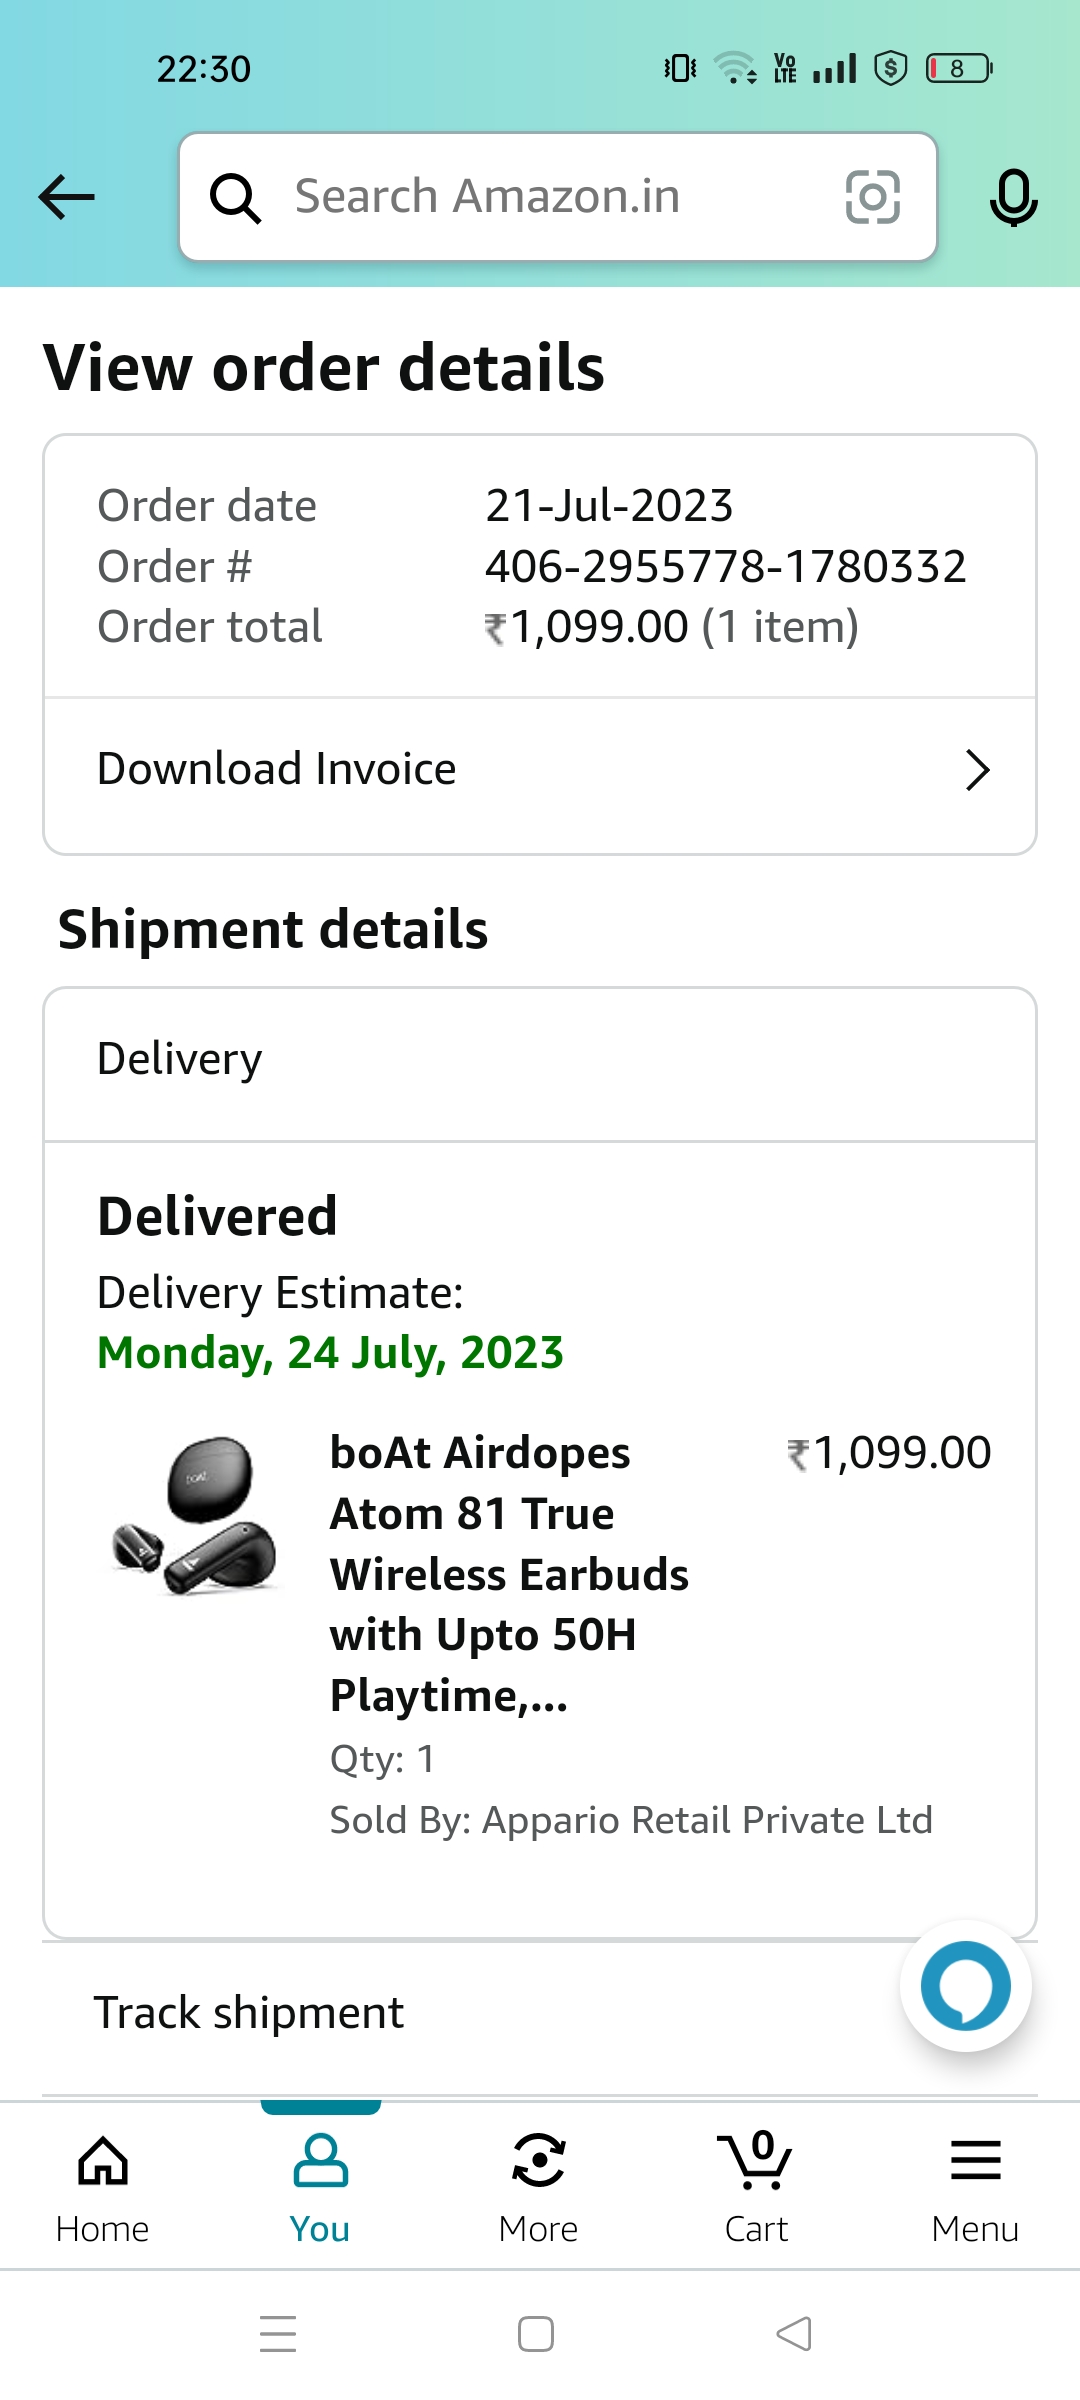 22:30
Vo LTE
8
Search Amazon.in
View order details
Order date 21-Jul-2023
Order # 406-2955778-1780332
Order total ₹1,099.00 (1 item)
Download Invoice
Shipment details
Delivery
Delivered
Delivery Estimate:
Monday, 24 July, 2023
boAt Airdopes ₹1,099.00
Atom 81 True
Wireless Earbuds
with Upto 50H
Playtime,...
Qty: 1
Sold By: Appario Retail Private Ltd
Track shipment
0
Home You More Cart Menu